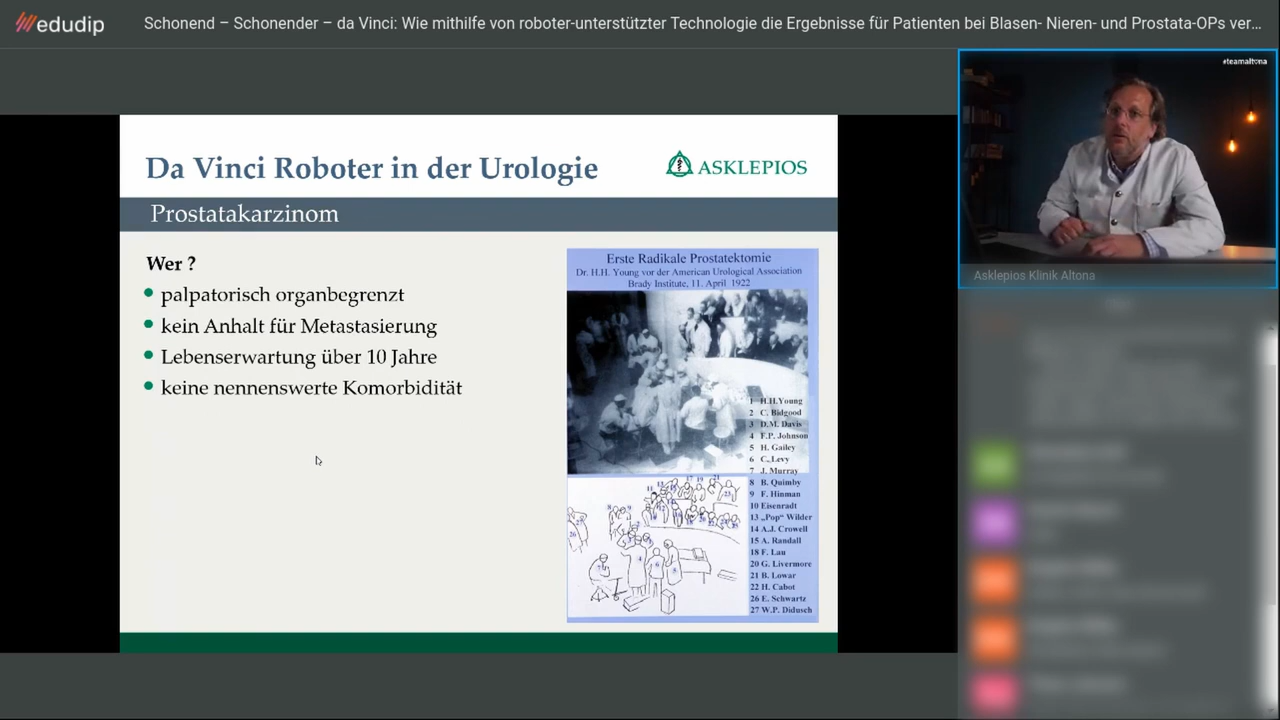 edudip
Schonend – Schonender – da Vinci: Wie mithilfe von roboter-unterstützter Technologie die Ergebnisse für Patienten bei Blasen- Nieren- und Prostata-OPs ver...
#teamaltona
Asklepios Klinik Altona
Da Vinci Roboter in der Urologie
ASKLEPIOS
Prostatakarzinom
Wer ?
palpatorisch organbegrenzt
kein Anhalt für Metastasierung
Lebenserwartung über 10 Jahre
keine nennenswerte Komorbidität
Erste Radikale Prostatektomie
Dr. H.H. Young vor der American Urological Association
Brady Institute, 11. April 1922
1 H.H.Young
2 C. Bidgood
3 D.M. Davis
4 F.P. Johnson
5 H. Gailey
6 C. Levy
7 J. Murray
8 B. Quimby
9 F. Hinman
10 Eisenradt
13 „Pop“ Wilder
14 A.J. Crowell
15 A. Randall
18 F. Lau
20 G. Livermore
21 B. Lowar
22 H. Cabot
26 E. Schwartz
27 W.P. Didusch